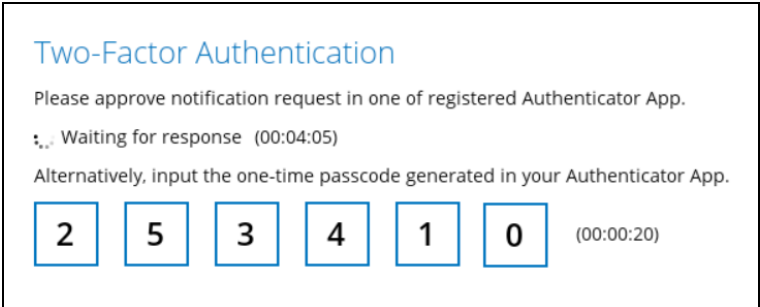 Two-Factor Authentication
Please approve notification request in one of registered Authenticator App.
Waiting for response (00:04:05)
Alternatively, input the one-time passcode generated in your Authenticator App.
2 5 3 4 1 0 (00:00:20)